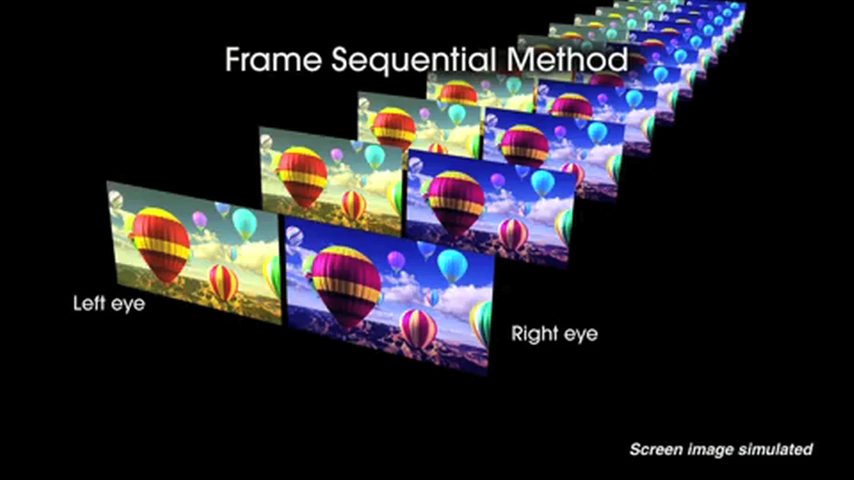 Frame Sequential Method
Left eye
Right eye
Screen image simulated